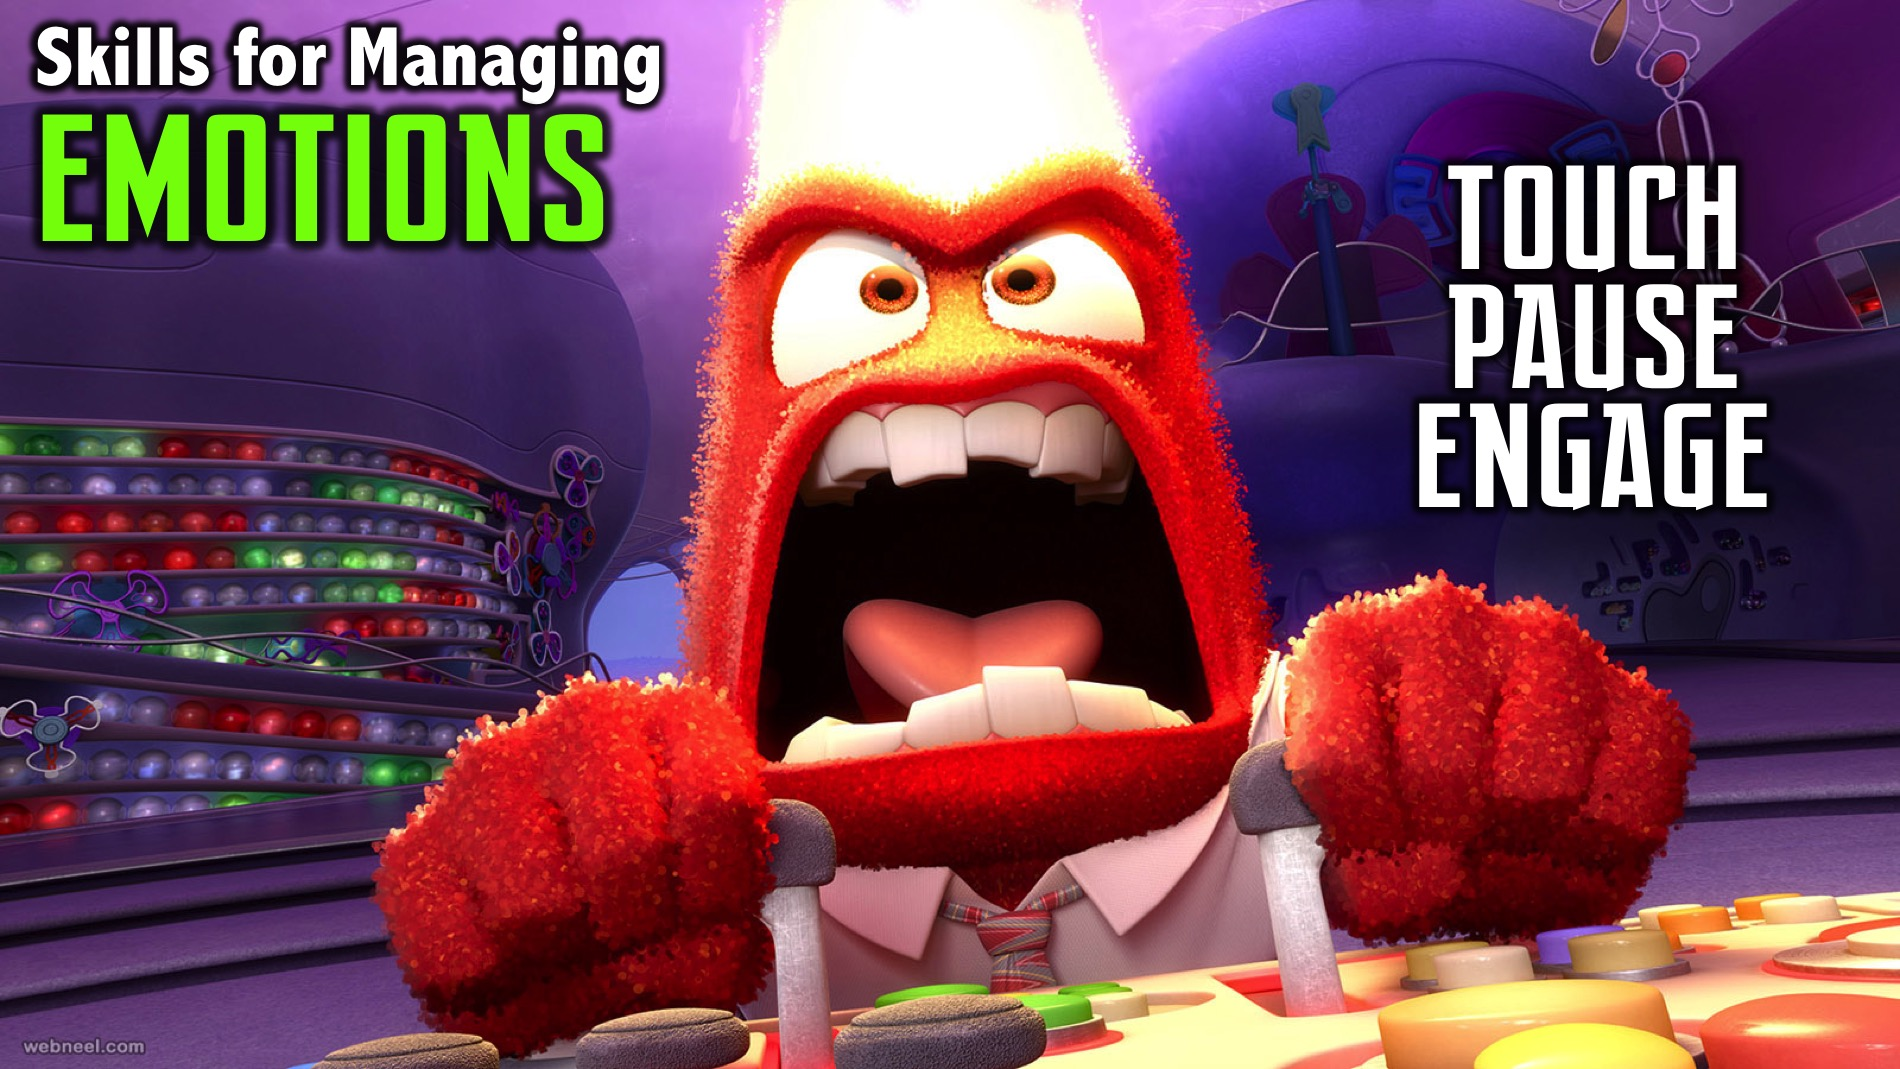 Skills for Managing
EMOTIONS
TOUCH
PAUSE
ENGAGE
webneel.com